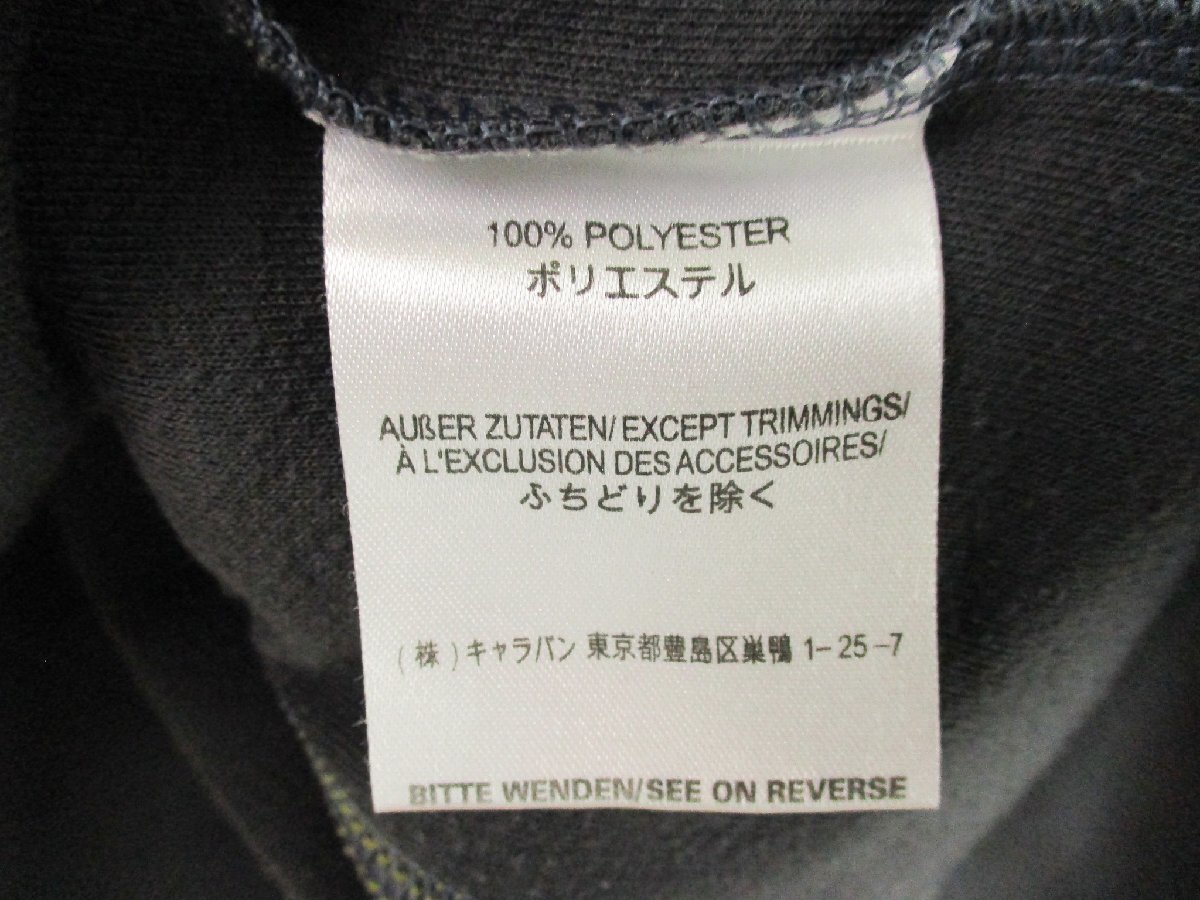 100% POLYESTER
ポリエステル
AUßER ZUTATEN/EXCEPT TRIMMINGS/
À L'EXCLUSION DES ACCESSOIRES/
ふちどりを除く
(株)キャラバン 東京都豊島区巣鴨 1-25-7
BITTE WENDEN/SEE ON REVERSE